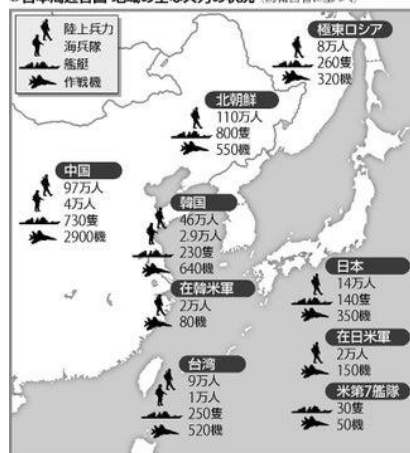 陸上兵力
海兵隊
艦艇
作戦機
極東ロシア
8万人
260隻
320機
北朝鮮
110万人
800隻
550機
中国
97万人
4万人
730隻
2900機
韓国
46万人
2.9万人
230隻
640機
在韓米軍
2万人
80機
日本
14万人
140隻
350機
在日米軍
2万人
150機
台湾
9万人
1万人
250隻
520機
米第7艦隊
30隻
50機